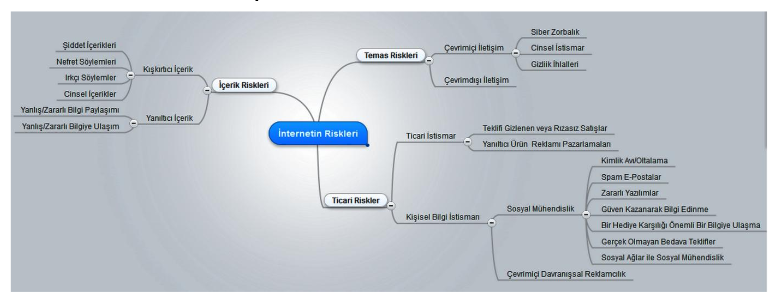 İnternetin Riskleri
İçerik Riskleri
Kışkırtıcı İçerik
Şiddet İçerikleri
Nefret Söylemleri
Irkçı Söylemler
Cinsel İçerikler
Yanıltıcı İçerik
Yanlış/Zararlı Bilgi Paylaşımı
Yanlış/Zararlı Bilgiye Ulaşım
Temas Riskleri
Çevrimiçi İletişim
Siber Zorbalık
Cinsel İstismar
Gizlilik İhlalleri
Çevrimdışı İletişim
Ticari Riskler
Ticari İstismar
Teklifi Gizlenen veya Rızasız Satışlar
Yanıltıcı Ürün Reklamı Pazarlamaları
Kişisel Bilgi İstismarı
Sosyal Mühendislik
Kimlik Avı/Oltalama
Spam E-Postalar
Zararlı Yazılımlar
Güven Kazanarak Bilgi Edinme
Bir Hediye Karşılığı Önemli Bir Bilgiye Ulaşma
Gerçek Olmayan Bedava Teklifler
Sosyal Ağlar ile Sosyal Mühendislik
Çevrimiçi Davranışsal Reklamcılık